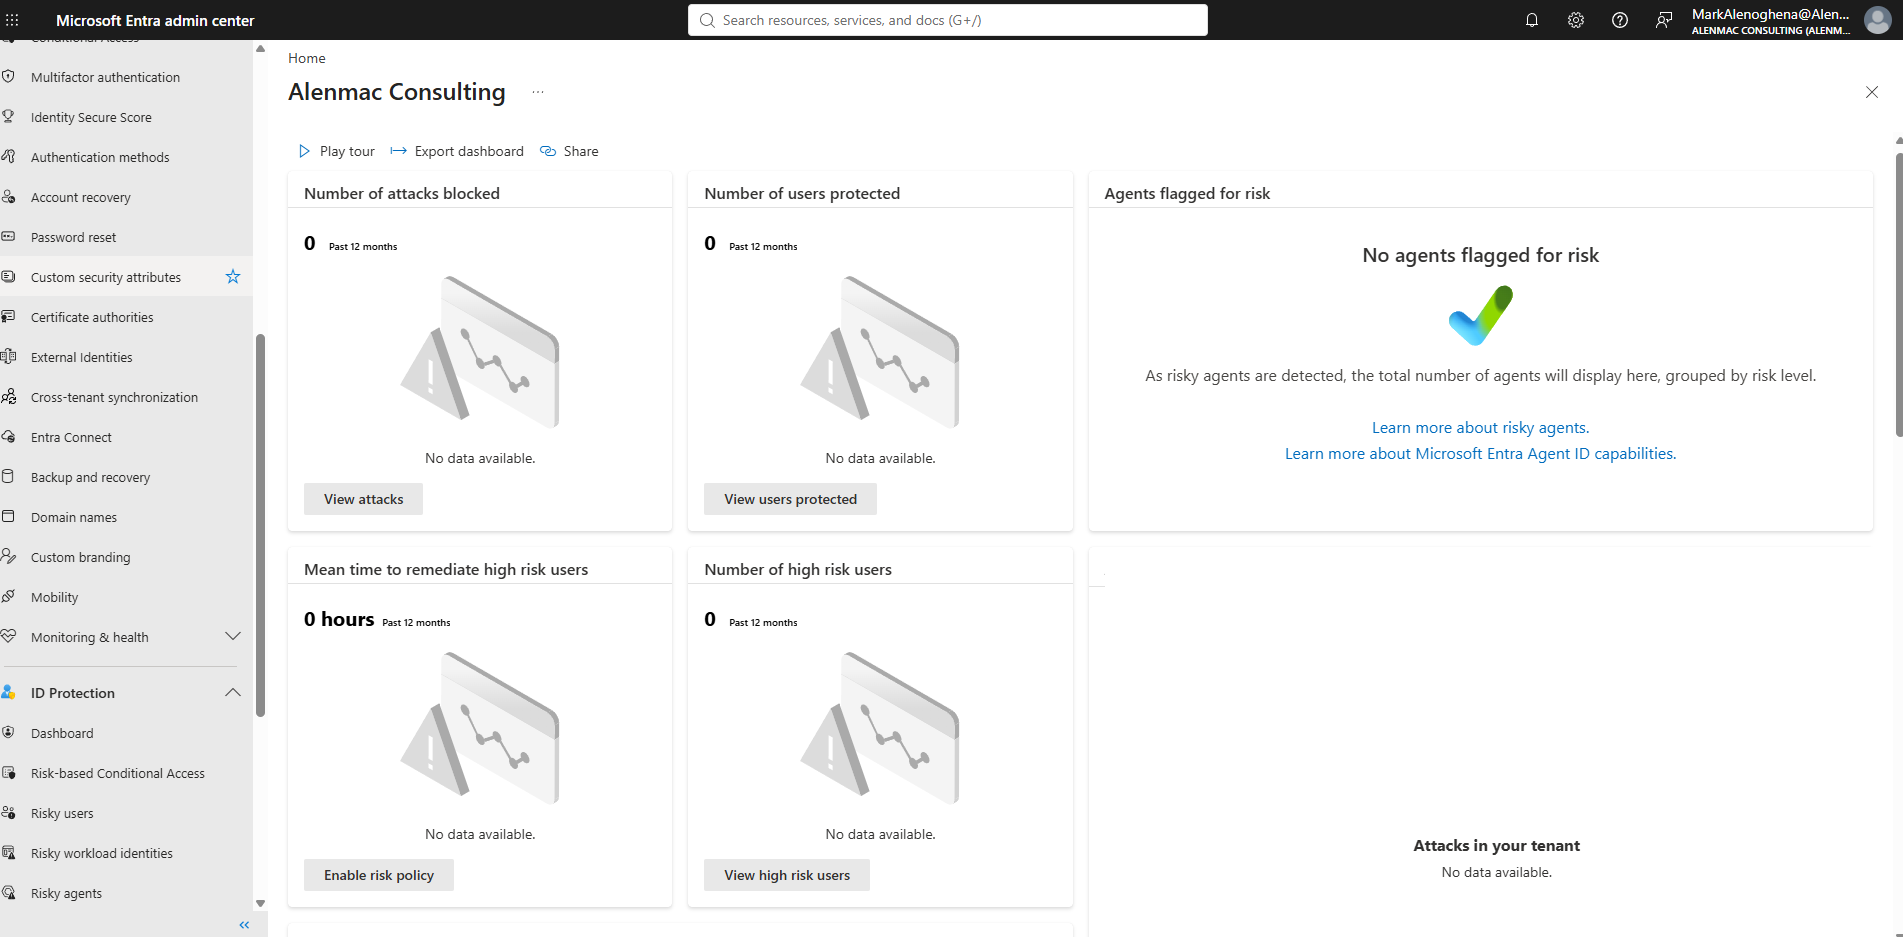 Microsoft Entra admin center
Search resources, services, and docs (G+/)
MarkAlenoghena@Alen...
ALENMAC CONSULTING (ALENM...
Conditional Access
Multifactor authentication
Identity Secure Score
Authentication methods
Account recovery
Password reset
Custom security attributes
Certificate authorities
External Identities
Cross-tenant synchronization
Entra Connect
Backup and recovery
Domain names
Custom branding
Mobility
Monitoring & health
ID Protection
Dashboard
Risk-based Conditional Access
Risky users
Risky workload identities
Risky agents
Home
Alenmac Consulting ...
Play tour
Export dashboard
Share
Number of attacks blocked
0 Past 12 months
No data available.
View attacks
Number of users protected
0 Past 12 months
No data available.
View users protected
Agents flagged for risk
No agents flagged for risk
As risky agents are detected, the total number of agents will display here, grouped by risk level.
Learn more about risky agents.
Learn more about Microsoft Entra Agent ID capabilities.
Mean time to remediate high risk users
0 hours Past 12 months
No data available.
Enable risk policy
Number of high risk users
0 Past 12 months
No data available.
View high risk users
Attacks in your tenant
No data available.